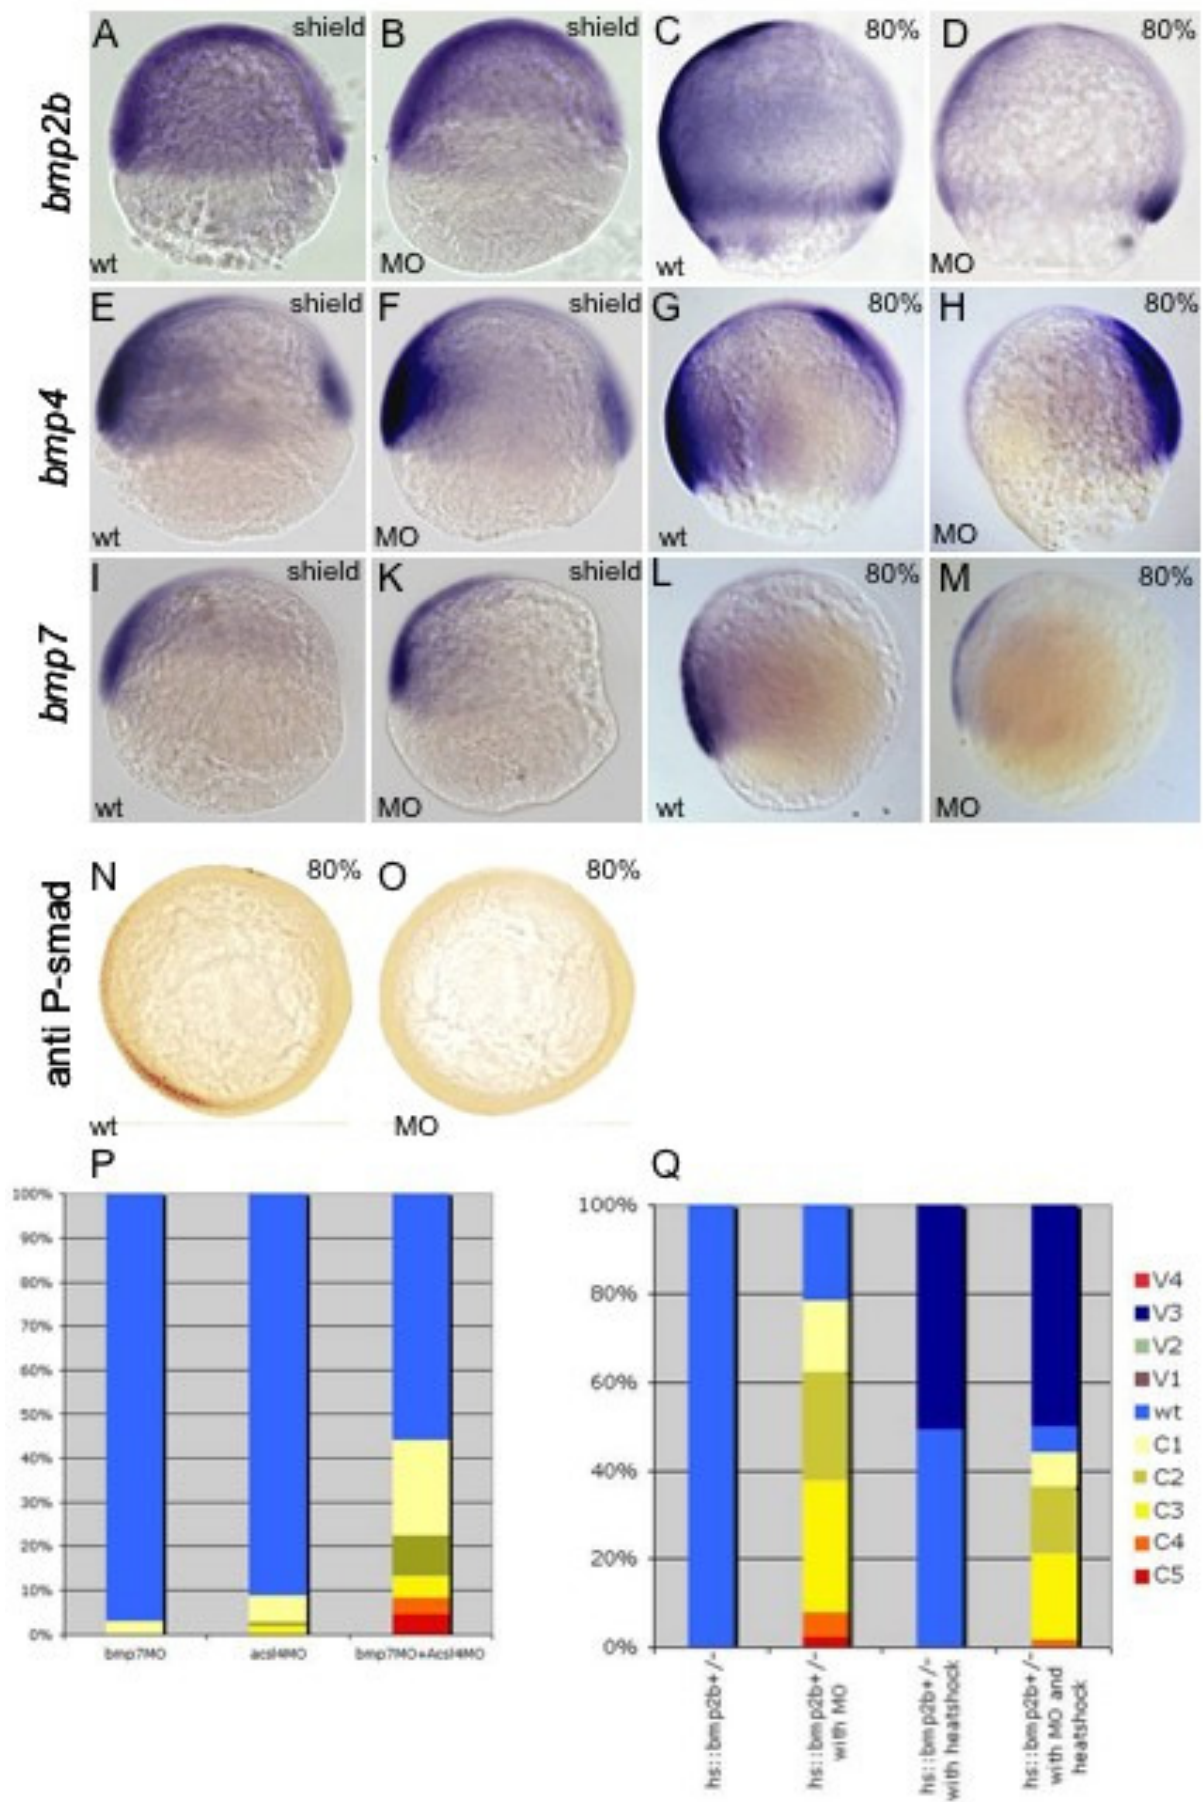 A shield B shield C 80% D 80%
bmp2b
wt MO wt MO
E shield F shield G 80% H 80%
bmp4
wt MO wt MO
I shield K shield L 80% M 80%
bmp7
wt MO wt MO
N 80% O 80%
anti P-smad
wt MO
P
100%
90%
80%
70%
60%
50%
40%
30%
20%
10%
0%
bmp7MO acsl4MO bmp7MO+Acsl4MO
Q
100%
80%
60%
40%
20%
0%
hs::bmp2b+/-
hs::bmp2b+/-
with MO
hs::bmp2b+/-
with heatshock
hs::bmp2b+/-
with MO and
heatshock
V4
V3
V2
V1
wt
C1
C2
C3
C4
C5